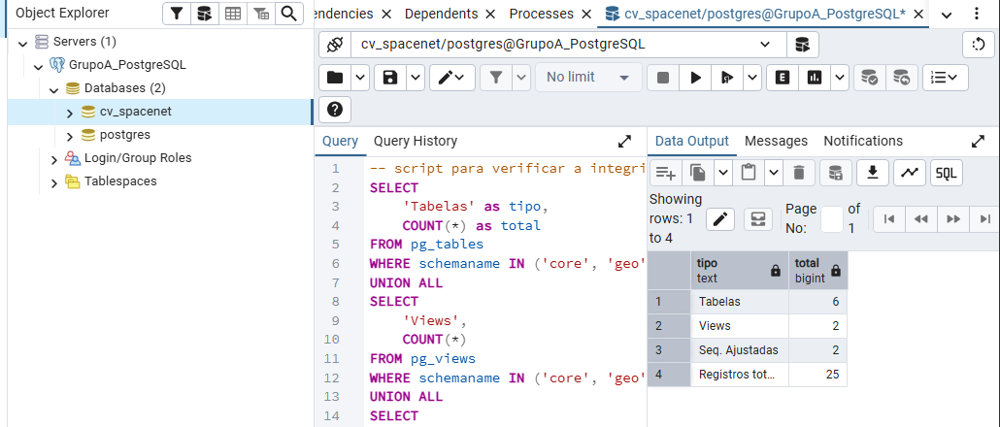 Object Explorer
Servers (1)
GrupoA_PostgreSQL
Databases (2)
cv_spacenet
postgres
Login/Group Roles
Tablespaces
endencies
Dependents
Processes
cv_spacenet/postgres@GrupoA_PostgreSQL*
cv_spacenet/postgres@GrupoA_PostgreSQL
No limit
E
Query
Query History
1 -- script para verificar a integri
2 SELECT
3 'Tabelas' as tipo,
4 COUNT(*) as total
5 FROM pg_tables
6 WHERE schemaname IN ('core', 'geo'
7 UNION ALL
8 SELECT
9 'Views',
10 COUNT(*)
11 FROM pg_views
12 WHERE schemaname IN ('core', 'geo'
13 UNION ALL
14 SELECT
Data Output
Messages
Notifications
SQL
Showing
rows: 1
to 4
Page
No:
of
1
tipo
text
total
bigint
1 Tabelas 6
2 Views 2
3 Seq. Ajustadas 2
4 Registros tot... 25